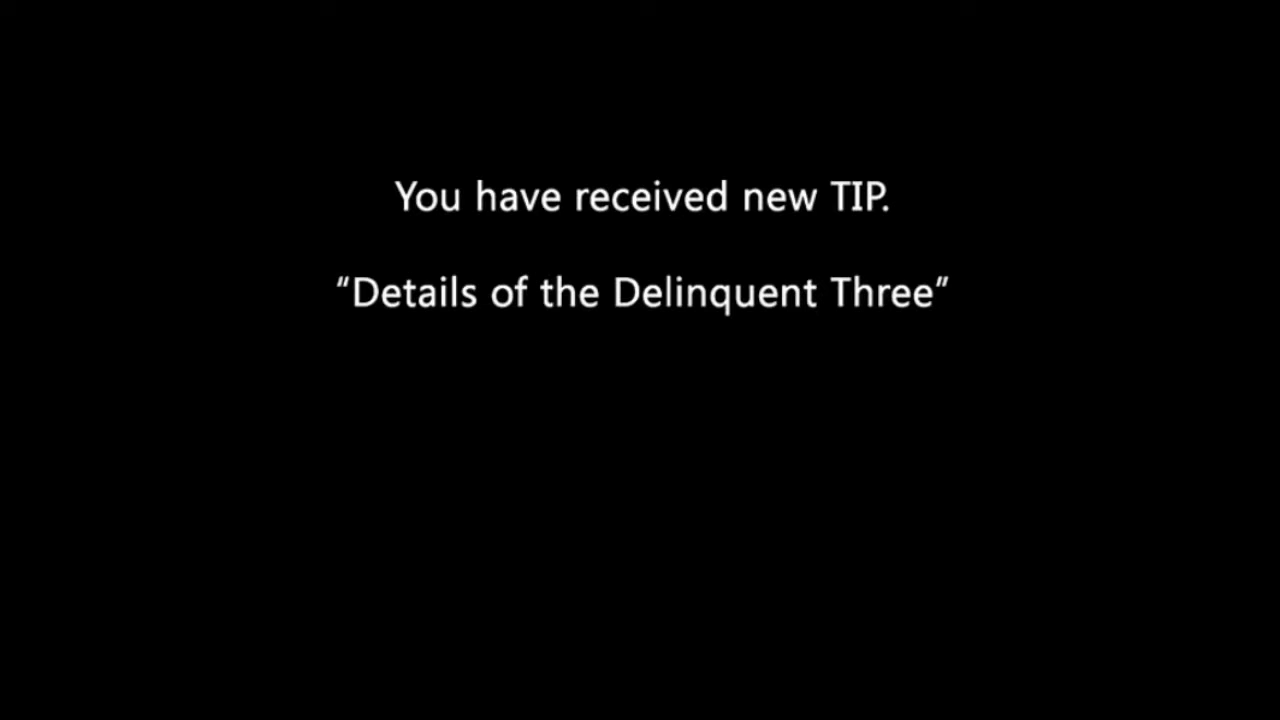 You have received new TIP.
“Details of the Delinquent Three”